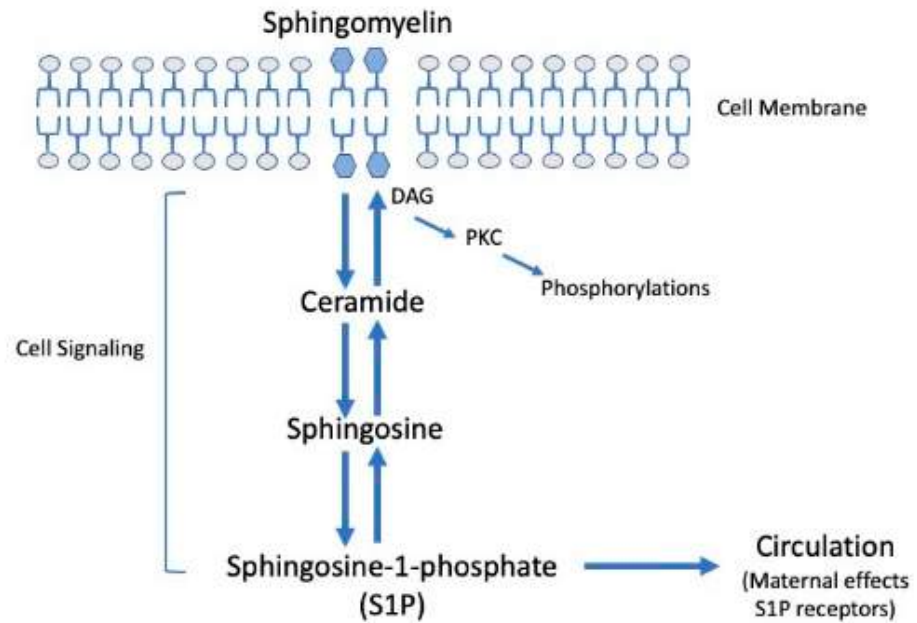 Sphingomyelin
Cell Membrane
DAG
PKC
Phosphorylations
Ceramide
Cell Signaling
Sphingosine
Sphingosine-1-phosphate
(S1P)
Circulation
(Maternal effects
S1P receptors)